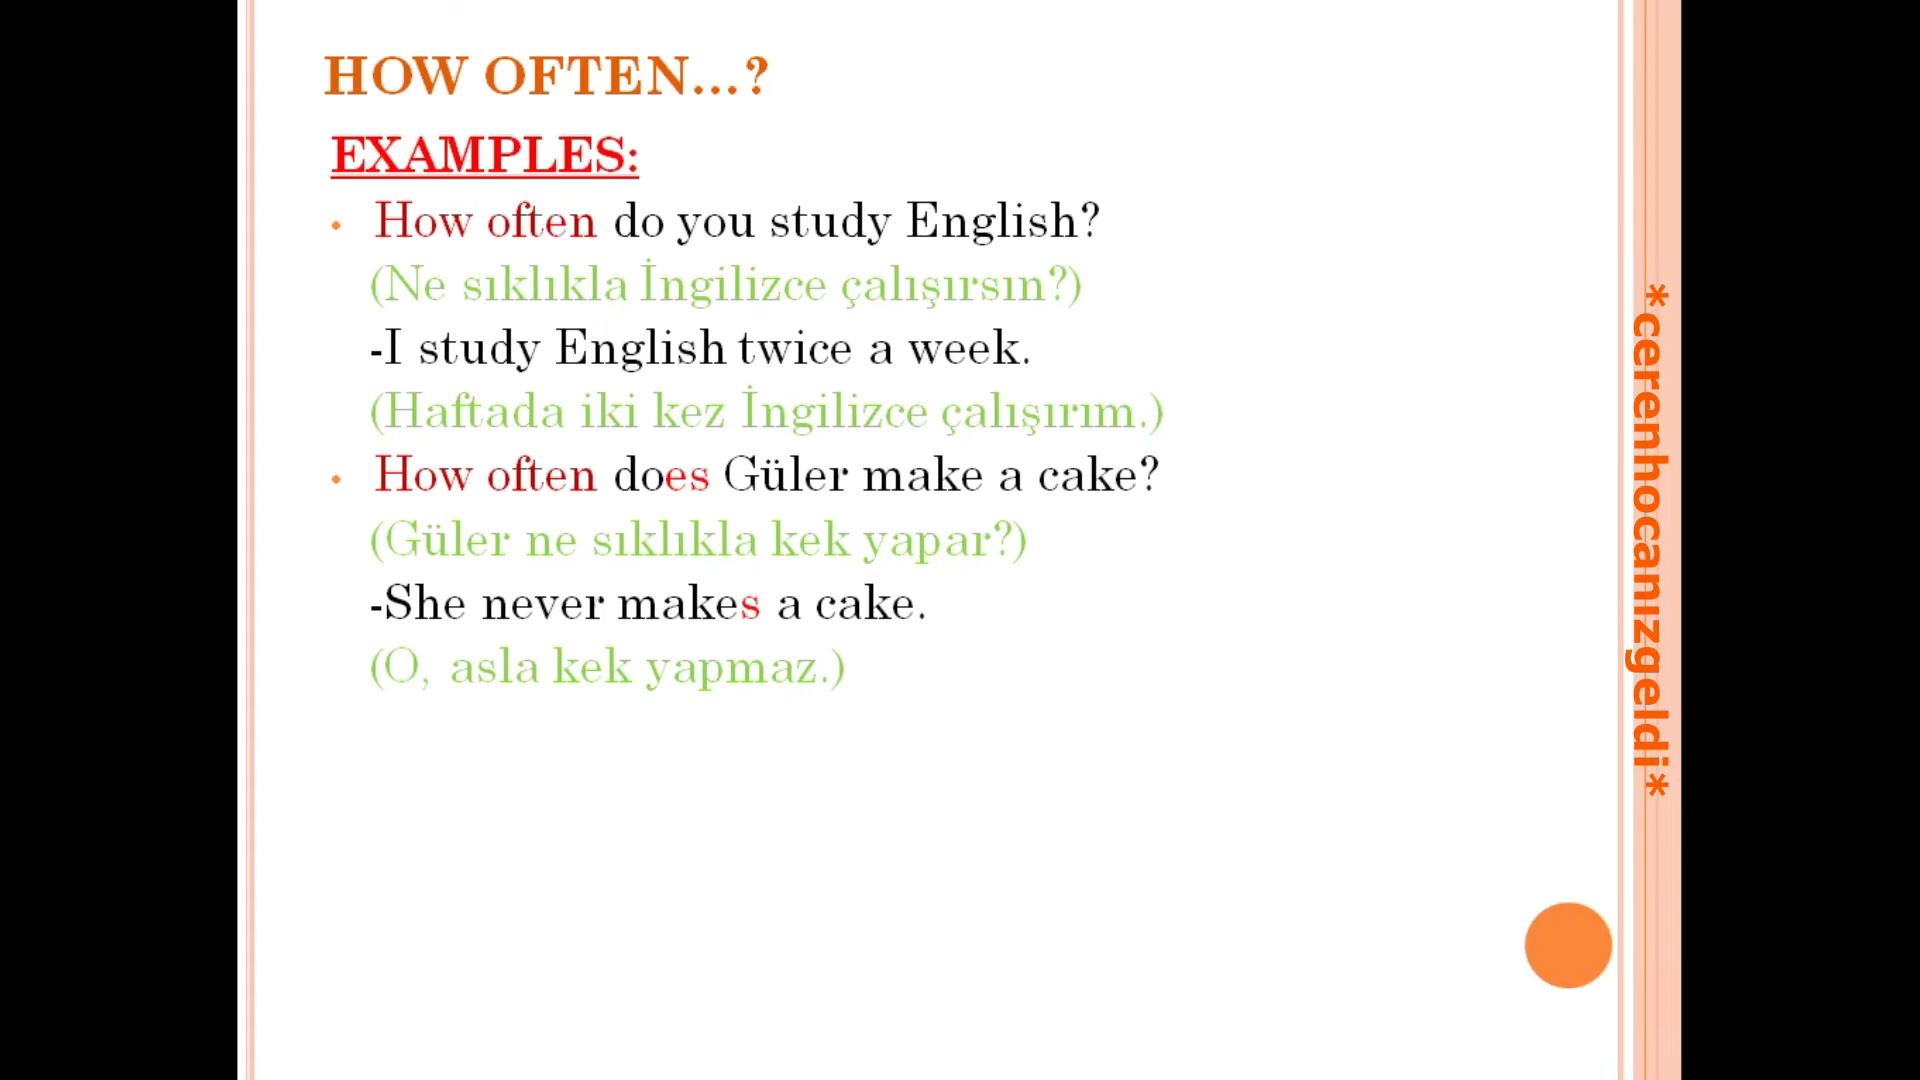 HOW OFTEN...?
EXAMPLES:
• How often do you study English?
(Ne sıklıkla İngilizce çalışırsın?)
-I study English twice a week.
(Haftada iki kez İngilizce çalışırım.)
• How often does Güler make a cake?
(Güler ne sıklıkla kek yapar?)
-She never makes a cake.
(O, asla kek yapmaz.)
*cerenhocanızgeldi*